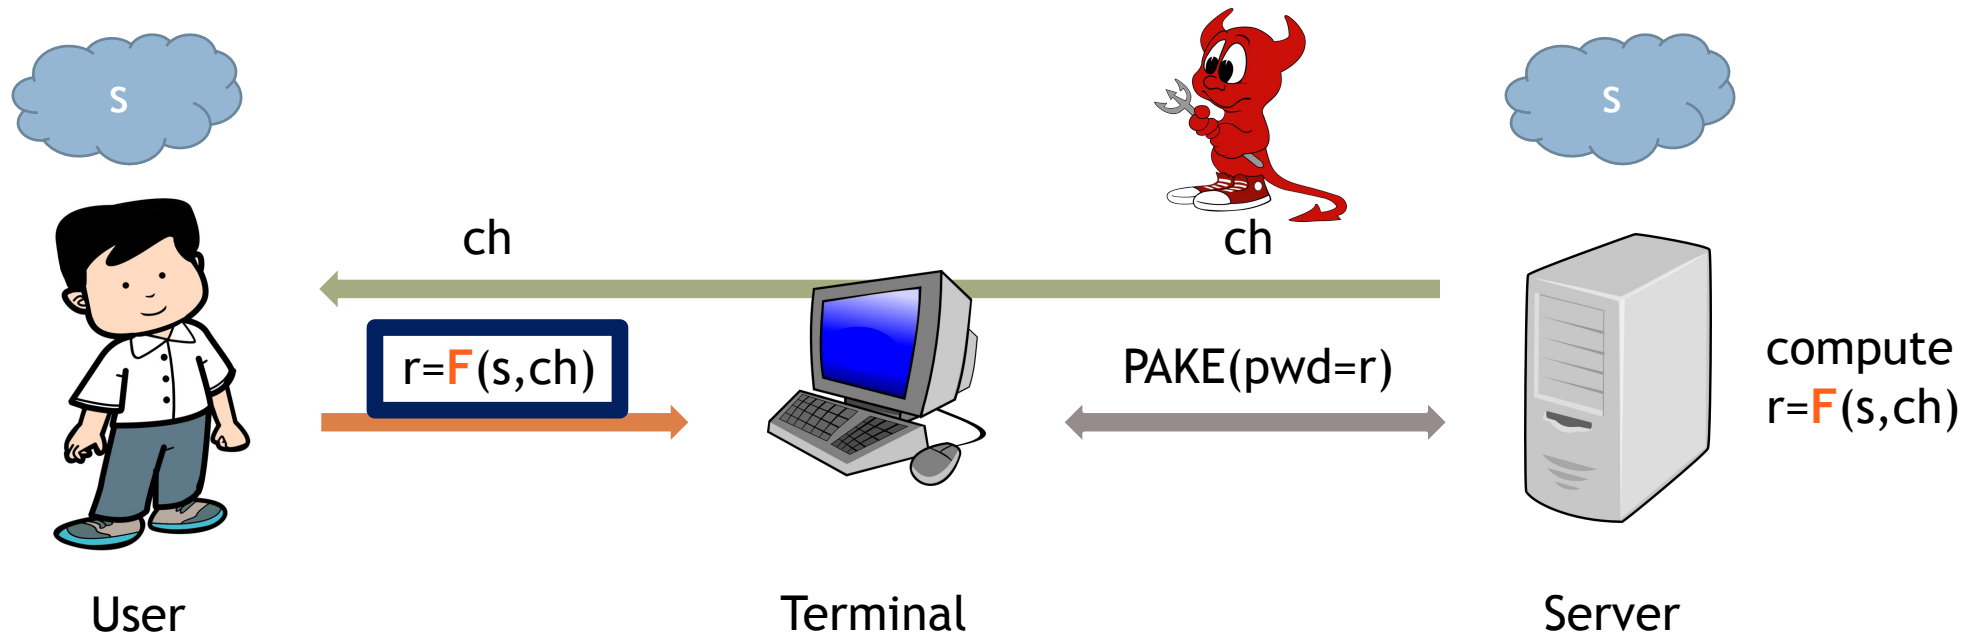 s
s
ch
ch
r=F(s,ch)
PAKE(pwd=r)
compute
r=F(s,ch)
User
Terminal
Server